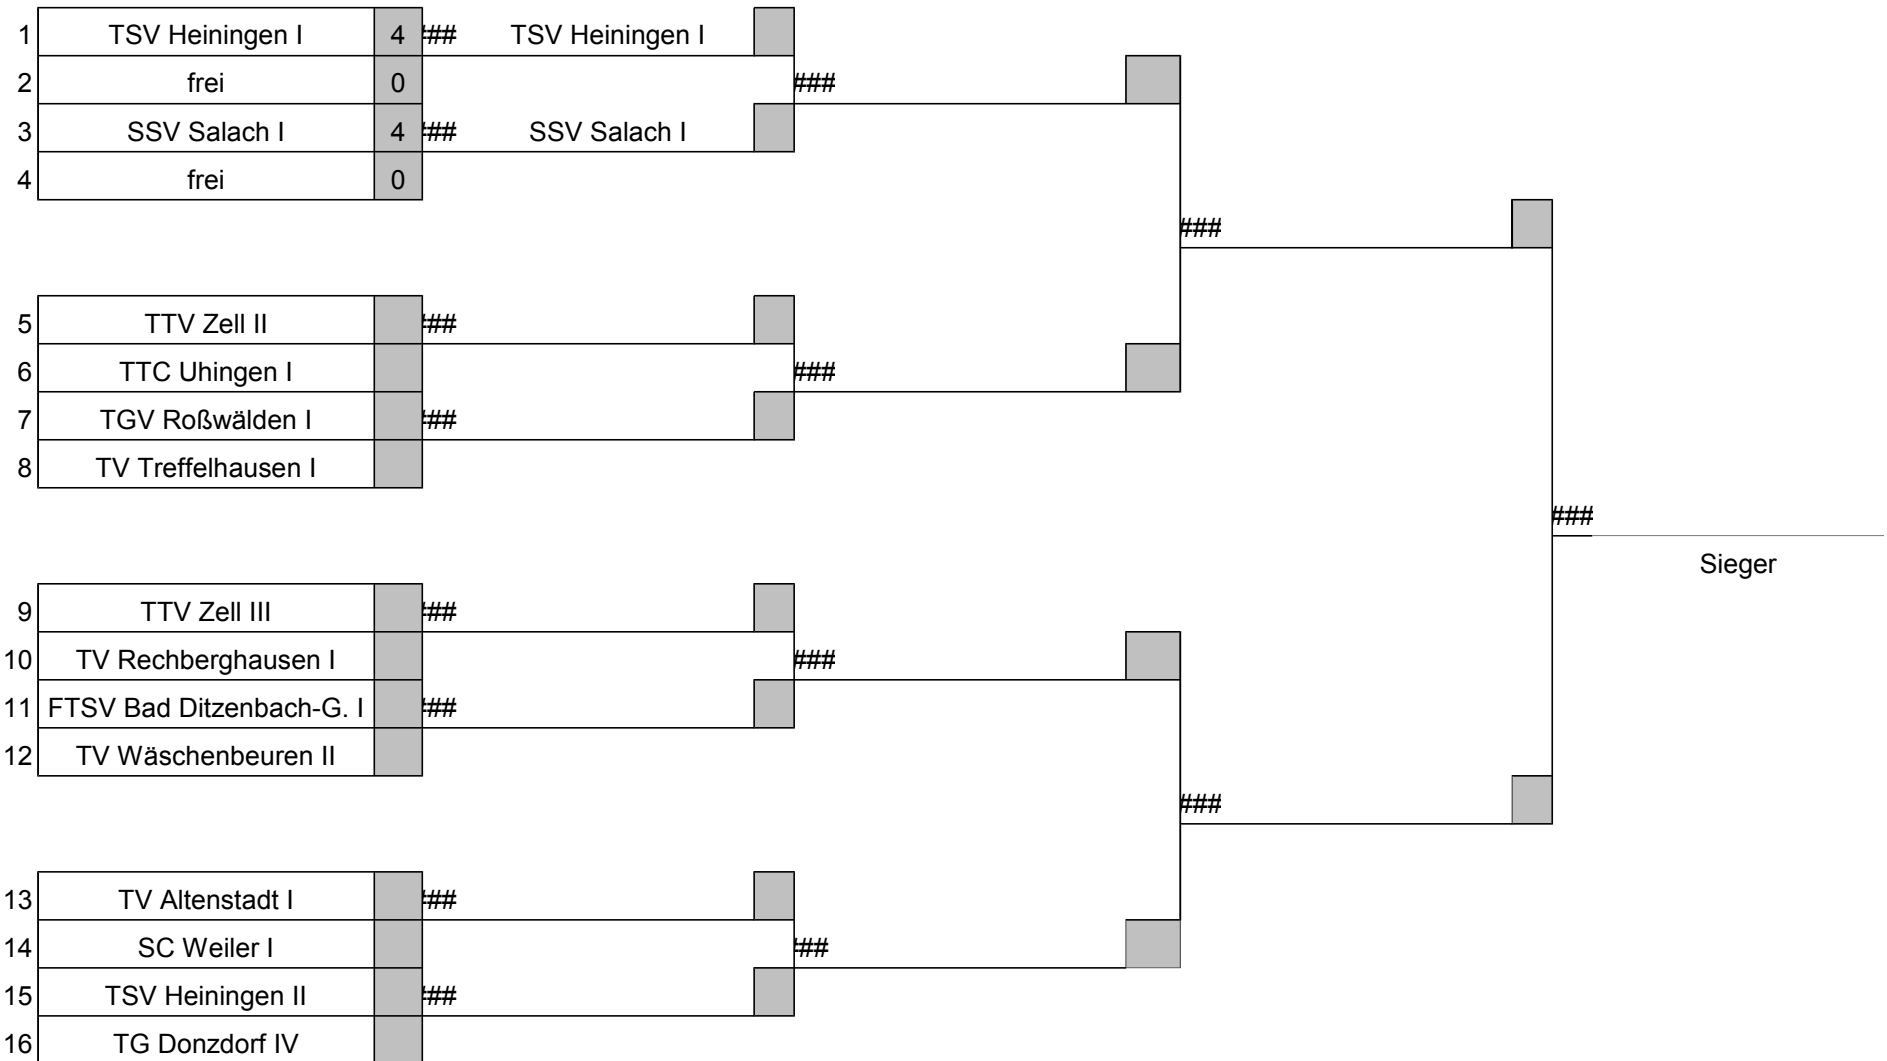 1 TSV Heiningen I 4 ### TSV Heiningen I
2 frei 0 ###
3 SSV Salach I 4 ### SSV Salach I
4 frei 0
###
5 TTV Zell II ###
6 TTC Uhingen I ###
7 TGV Roßwälden I ###
8 TV Treffelhausen I
###
Sieger
9 TTV Zell III ###
10 TV Rechberghausen I ###
11 FTSV Bad Ditzenbach-G. I ###
12 TV Wäschenbeuren II
###
13 TV Altenstadt I ###
14 SC Weiler I ###
15 TSV Heiningen II ###
16 TG Donzdorf IV